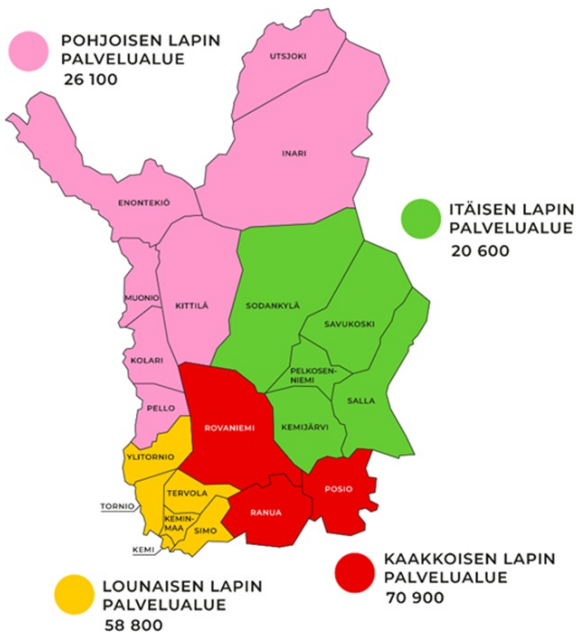 POHJOISEN LAPIN
PALVELUALUE
26 100
UTSJOKI
INARI
ENONTEKIÖ
ITÄISEN LAPIN
PALVELUALUE
20 600
MUONIO
KITTILÄ
SODANKYLÄ
SAVUKOSKI
KOLARI
PELKOSEN-
NIEMI
SALLA
PELLO
ROVANIEMI
KEMIJÄRVI
YLITORNIO
TERVOLA
POSIO
TORNIO
RANUA
KEMIN-
MAA
SIMO
KEMI
KAAKKOISEN LAPIN
PALVELUALUE
70 900
LOUNAISEN LAPIN
PALVELUALUE
58 800